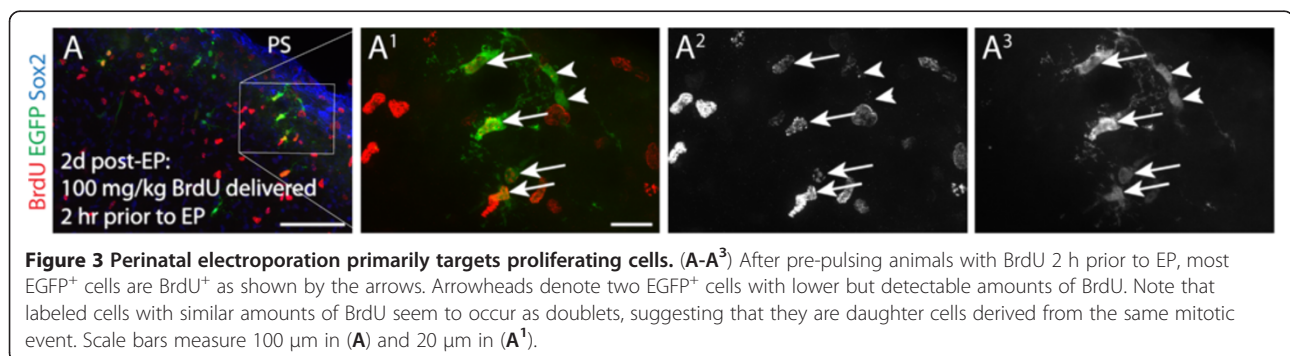 BrdU EGFP Sox2
A
PS
2d post-EP:
100 mg/kg BrdU delivered
2 hr prior to EP
A¹
A²
A³
Figure 3 Perinatal electroporation primarily targets proliferating cells. (A-A³) After pre-pulsing animals with BrdU 2 h prior to EP, most
EGFP⁺ cells are BrdU⁺ as shown by the arrows. Arrowheads denote two EGFP⁺ cells with lower but detectable amounts of BrdU. Note that
labeled cells with similar amounts of BrdU seem to occur as doublets, suggesting that they are daughter cells derived from the same mitotic
event. Scale bars measure 100 μm in (A) and 20 μm in (A¹).